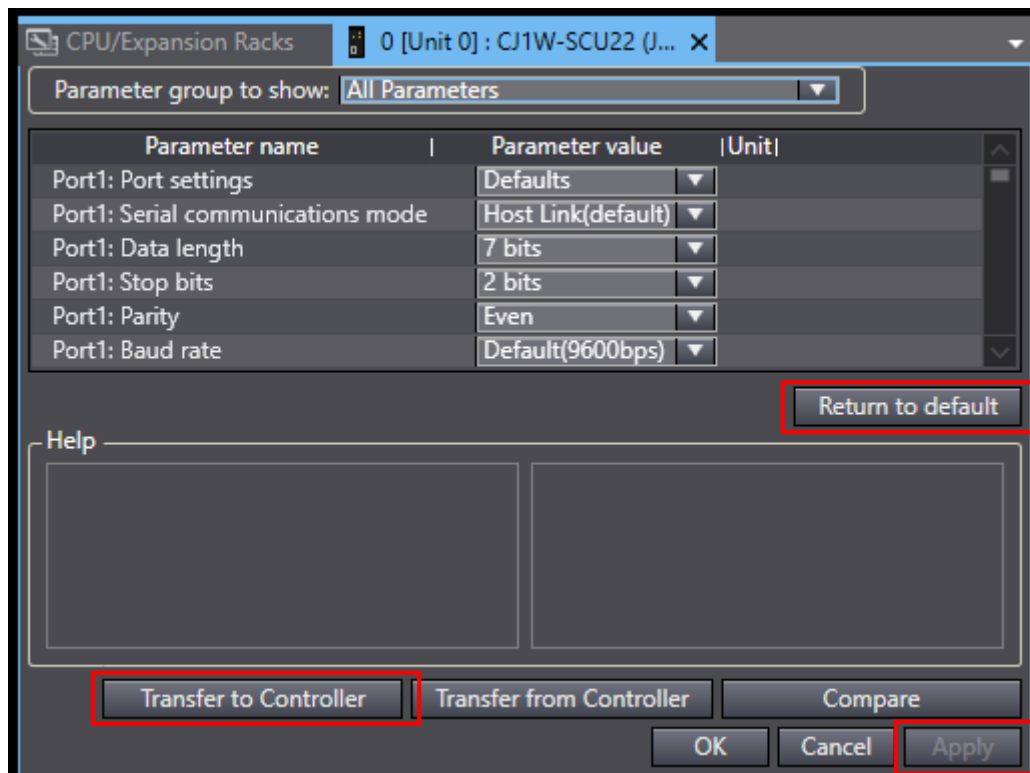 CPU/Expansion Racks 0 [Unit 0] : CJ1W-SCU22 (J...
Parameter group to show: All Parameters
Parameter name Parameter value Unit
Port1: Port settings Defaults
Port1: Serial communications mode Host Link(default)
Port1: Data length 7 bits
Port1: Stop bits 2 bits
Port1: Parity Even
Port1: Baud rate Default(9600bps)
Return to default
Help
Transfer to Controller Transfer from Controller Compare
OK Cancel Apply